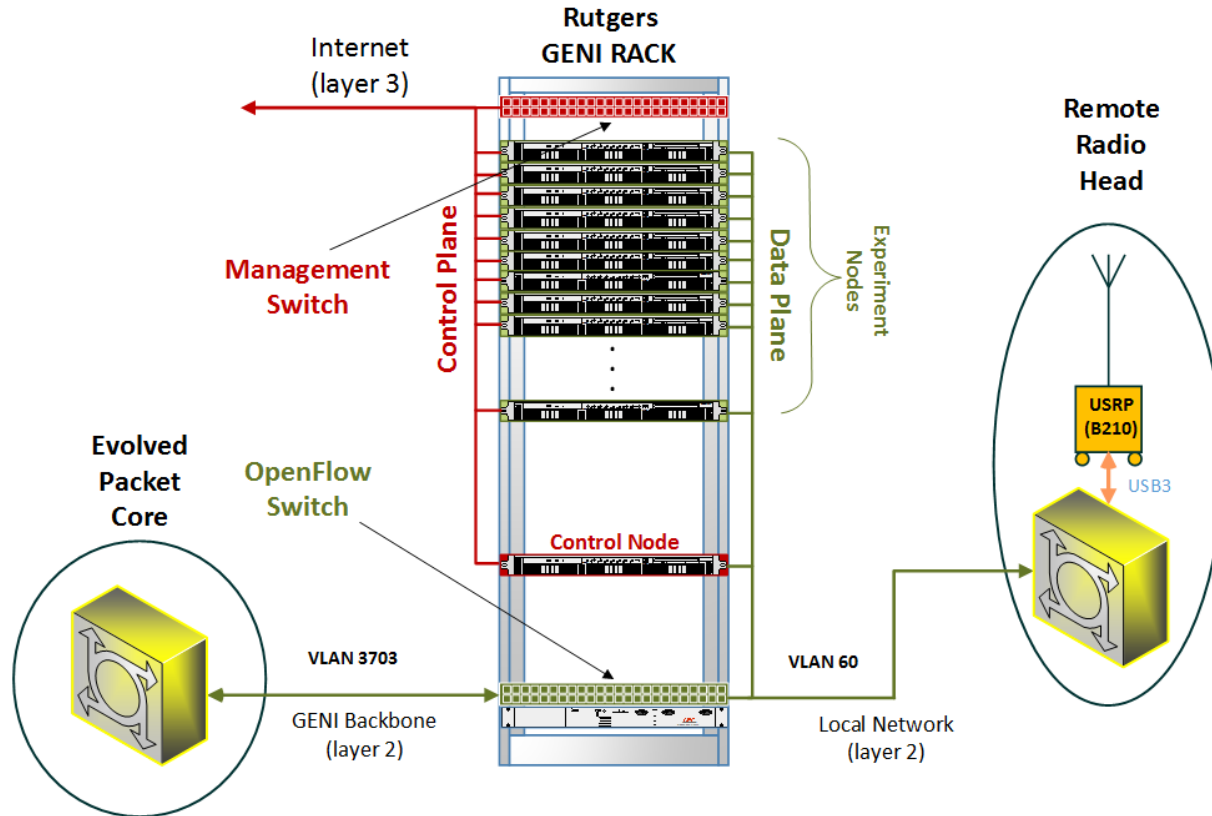 Rutgers
GENI RACK
Internet
(layer 3)
Remote
Radio
Head
Control Plane
Data Plane
Experiment
Nodes
Management
Switch
USRP
(B210)
USB3
Evolved
Packet
Core
OpenFlow
Switch
Control Node
VLAN 3703
VLAN 60
GENI Backbone
(layer 2)
Local Network
(layer 2)